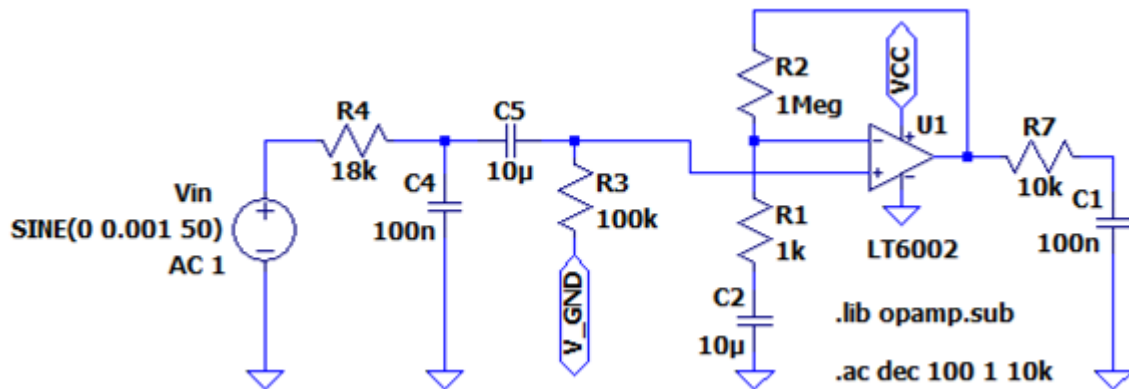 Vin
SINE(0 0.001 50)
AC 1
R4
18k
C4
100n
C5
10µ
R3
100k
V_GND
R2
1Meg
R1
1k
C2
10µ
VCC
U1
LT6002
R7
10k
C1
100n
.lib opamp.sub
.ac dec 100 1 10k